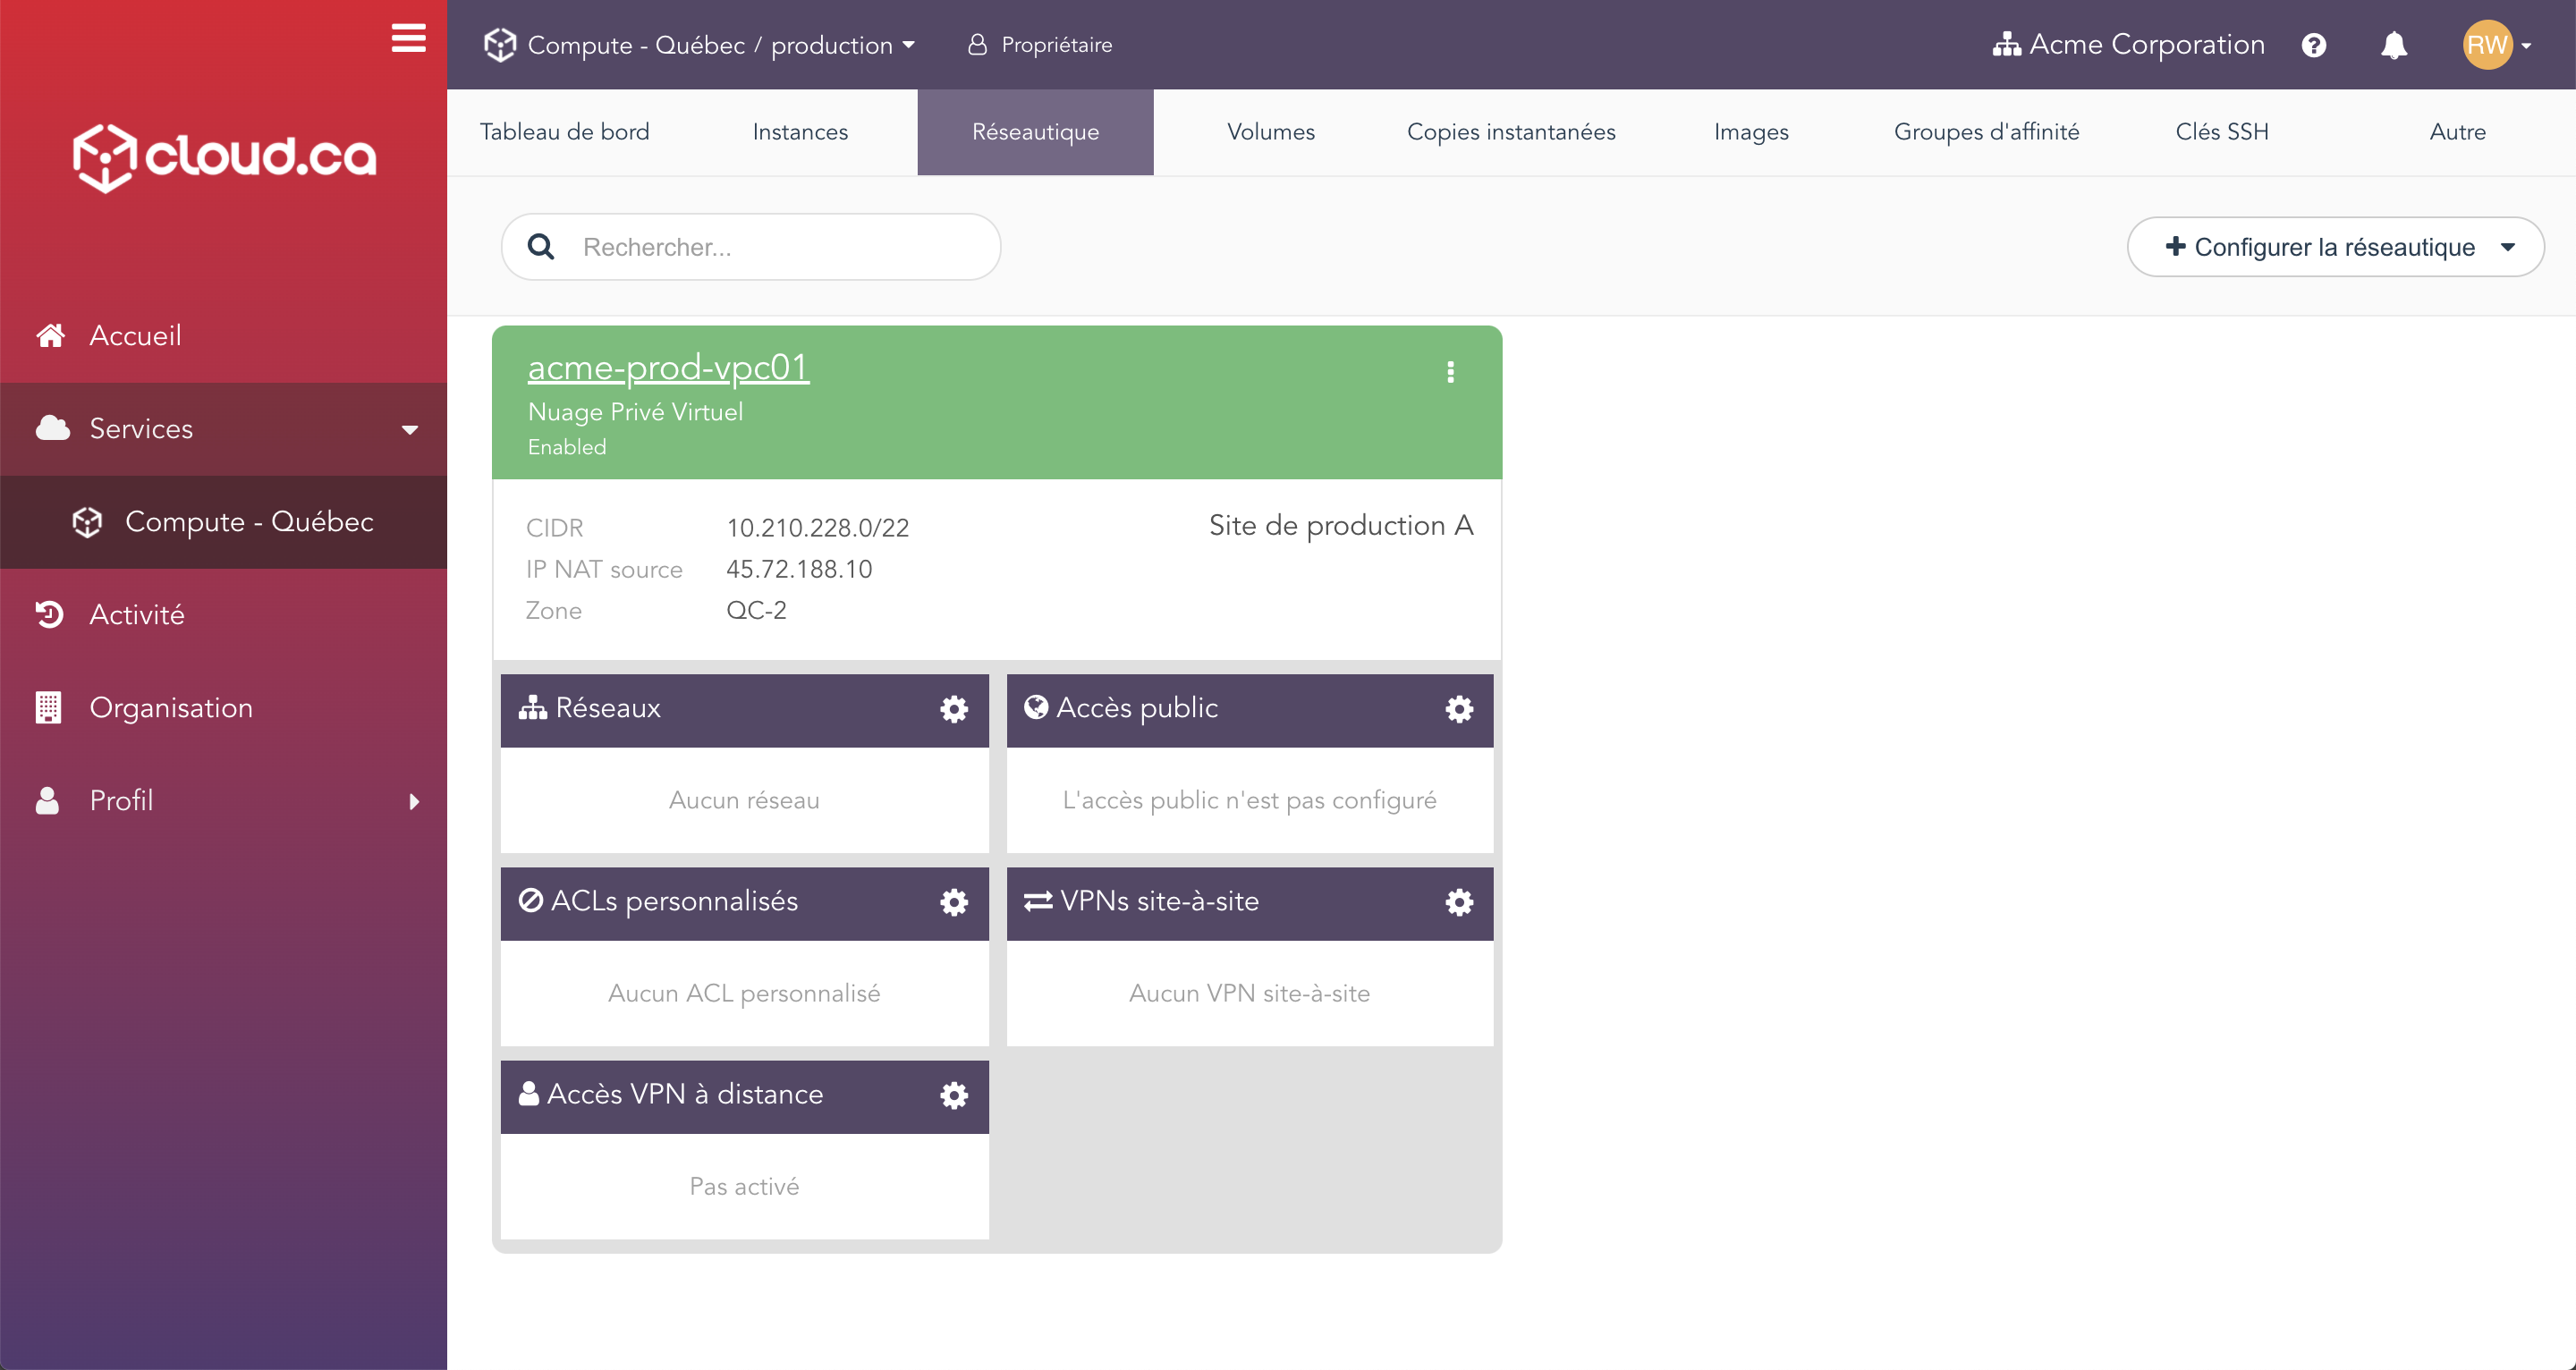 cloud.ca
Accueil
Services
Compute - Québec
Activité
Organisation
Profil
Compute - Québec / production
Propriétaire
Acme Corporation
RW
Tableau de bord
Instances
Réseautique
Volumes
Copies instantanées
Images
Groupes d'affinité
Clés SSH
Autre
Rechercher...
Configurer la réseautique
acme-prod-vpc01
Nuage Privé Virtuel
Enabled
CIDR 10.210.228.0/22
Site de production A
IP NAT source 45.72.188.10
Zone QC-2
Réseaux
Aucun réseau
Accès public
L'accès public n'est pas configuré
ACLs personnalisés
Aucun ACL personnalisé
VPNs site-à-site
Aucun VPN site-à-site
Accès VPN à distance
Pas activé